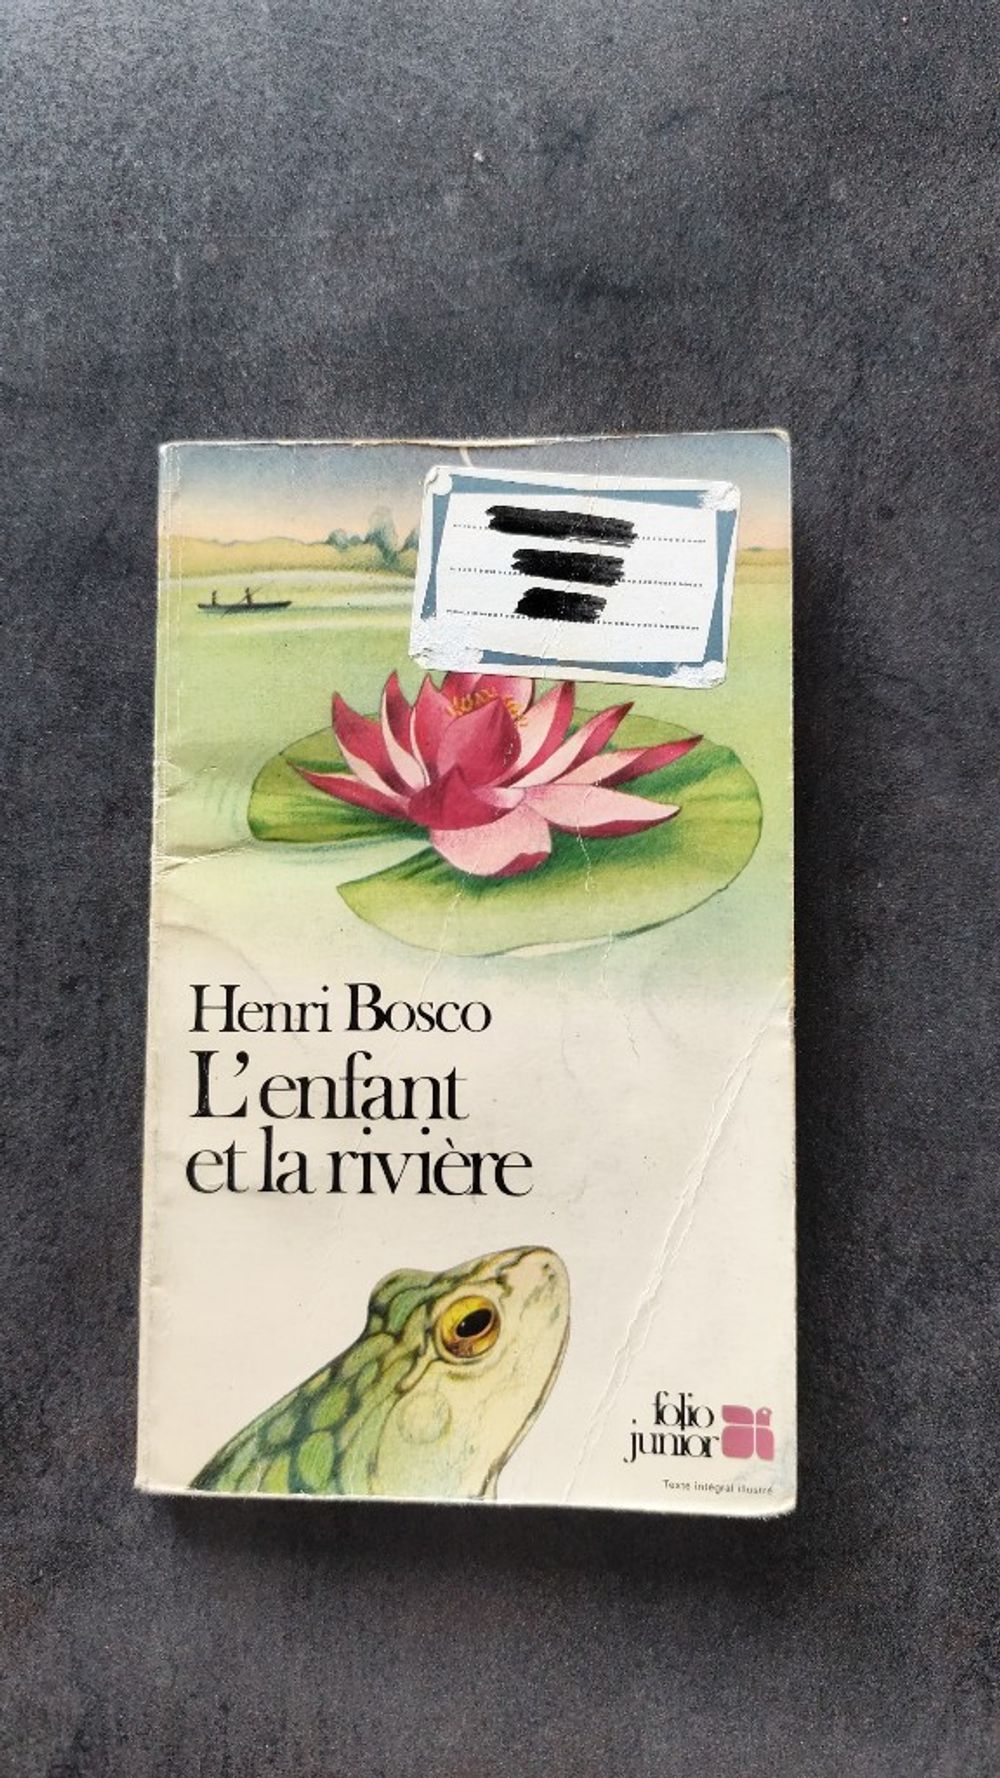 Henri Bosco
L'enfant
et la rivière
folio
junior
Texte intégral illustré